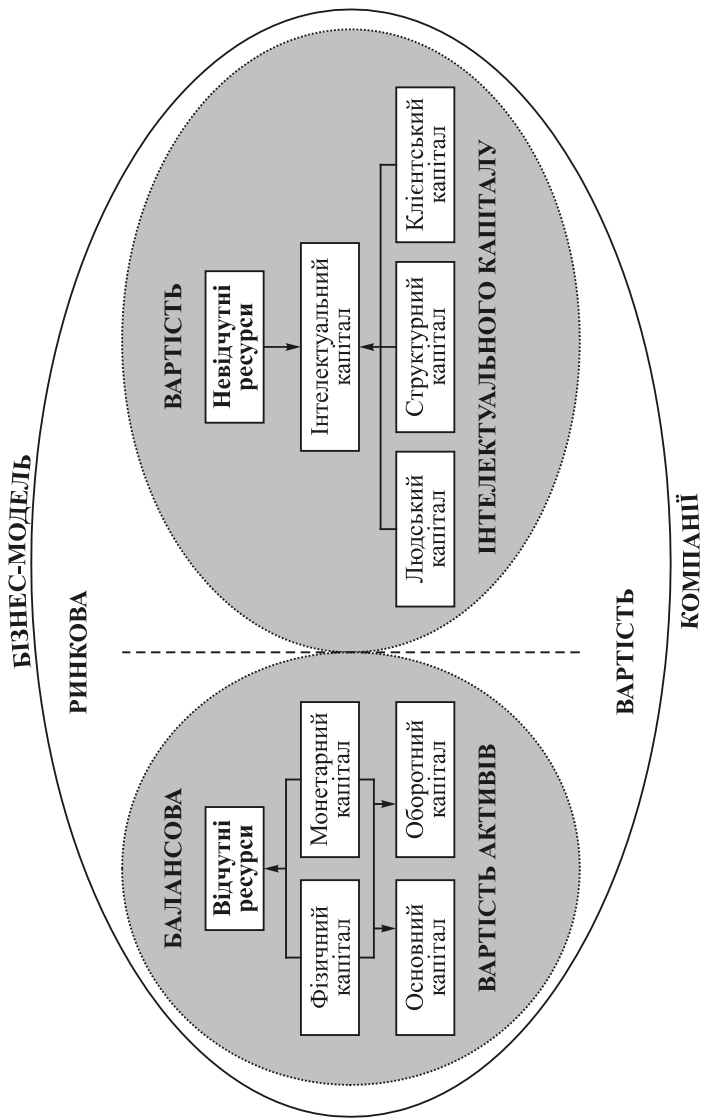 БІЗНЕС-МОДЕЛЬ
РИНКОВА
БАЛАНСОВА
Відчутні
ресурси
Фізичний
капітал
Монетарний
капітал
Основний
капітал
Оборотний
капітал
ВАРТІСТЬ АКТИВІВ
ВАРТІСТЬ
Невідчутні
ресурси
Інтелектуальний
капітал
Людський
капітал
Структурний
капітал
Клієнтський
капітал
ІНТЕЛЕКТУАЛЬНОГО КАПІТАЛУ
ВАРТІСТЬ
КОМПАНІЇ